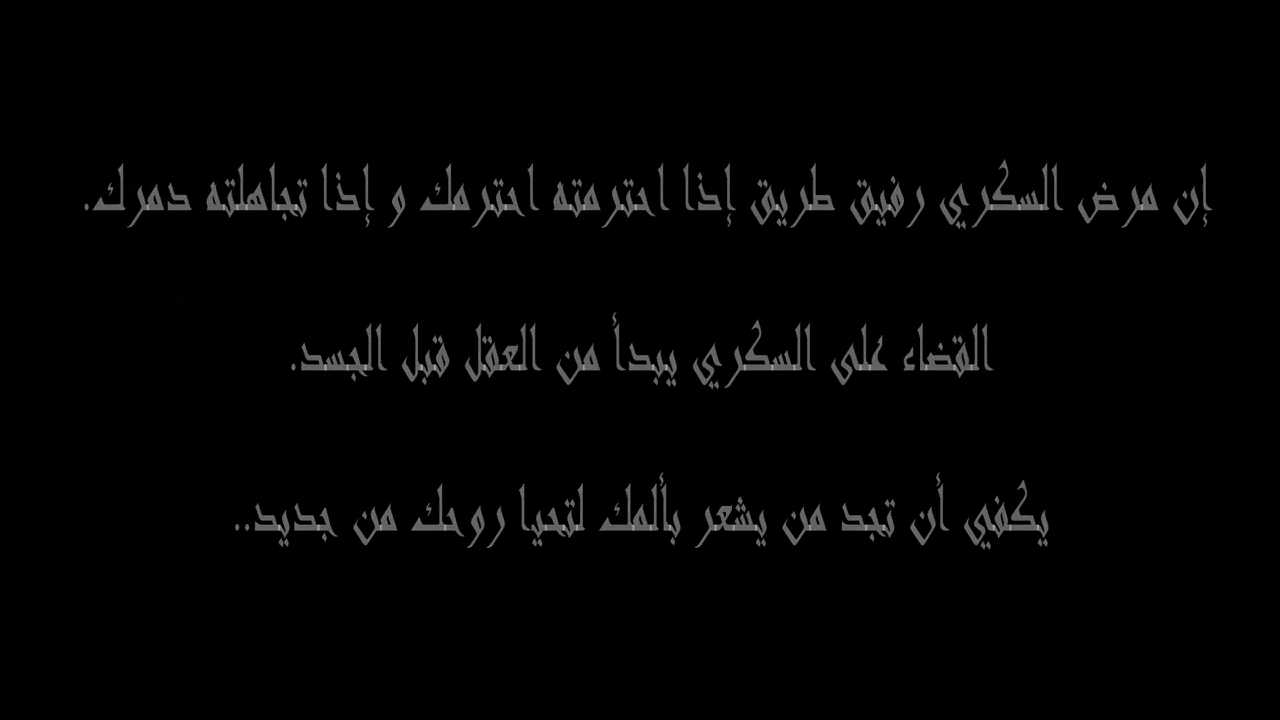 إن مرض السكري رفيق طريق إذا احترمته احترمك و إذا تجاهلته دمرك.
القضاء على السكري يبدأ من العقل قبل الجسد.
يكفي أن تجد من يشعر بألمك لتحيا روحك من جديد..